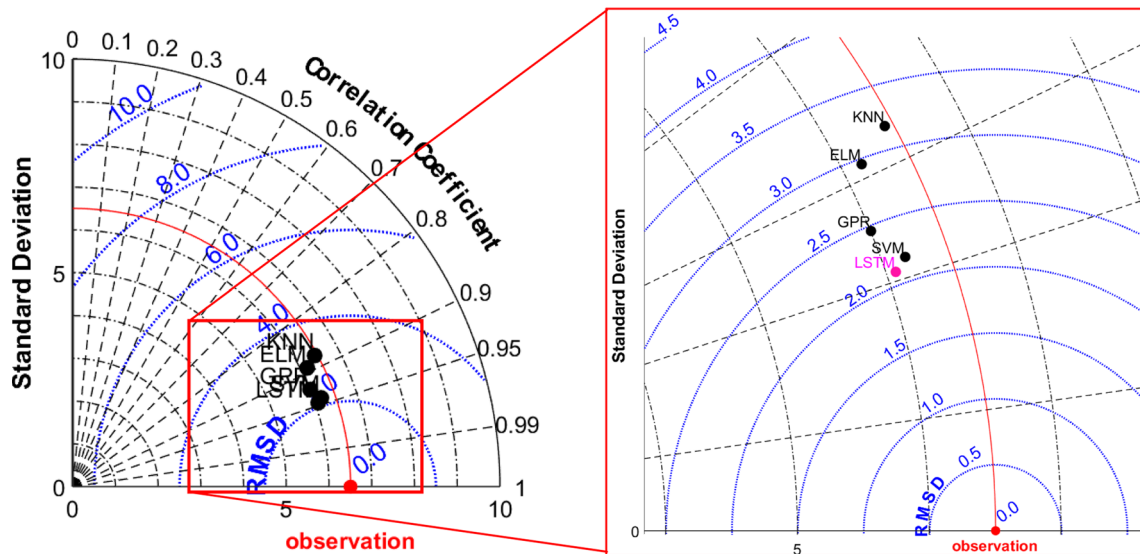 0
0.1
0.2
0.3
0.4
0.5
0.6
0.7
0.8
0.9
0.95
0.99
1
10
5
0
5
10
Standard Deviation
Correlation Coefficient
10.0
8.0
6.0
4.0
0.0
RMSD
KNN
ELM
GPR
LSTM
observation
4.5
4.0
3.5
3.0
2.5
2.0
1.5
1.0
0.5
0.0
KNN
ELM
GPR
SVM
LSTM
RMSD
Standard Deviation
0
5
observation